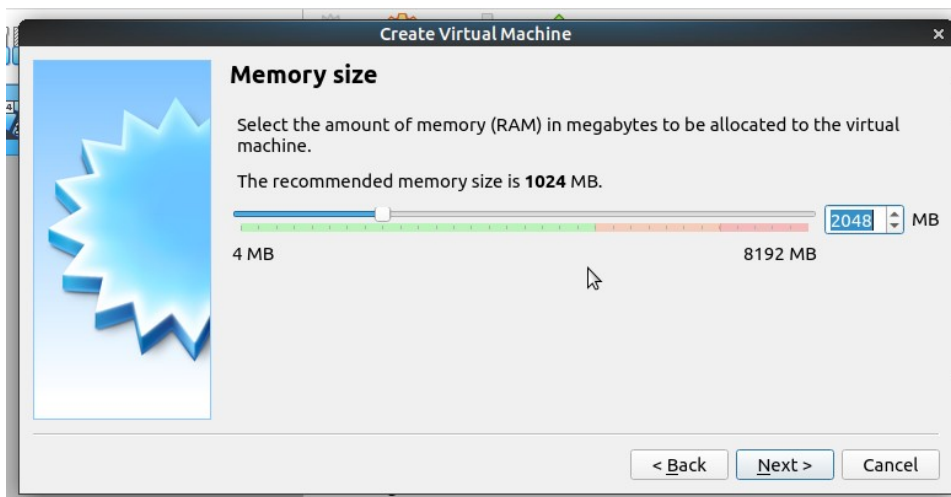 Create Virtual Machine
Memory size
Select the amount of memory (RAM) in megabytes to be allocated to the virtual
machine.
The recommended memory size is 1024 MB.
2048 MB
4 MB 8192 MB
< Back Next > Cancel